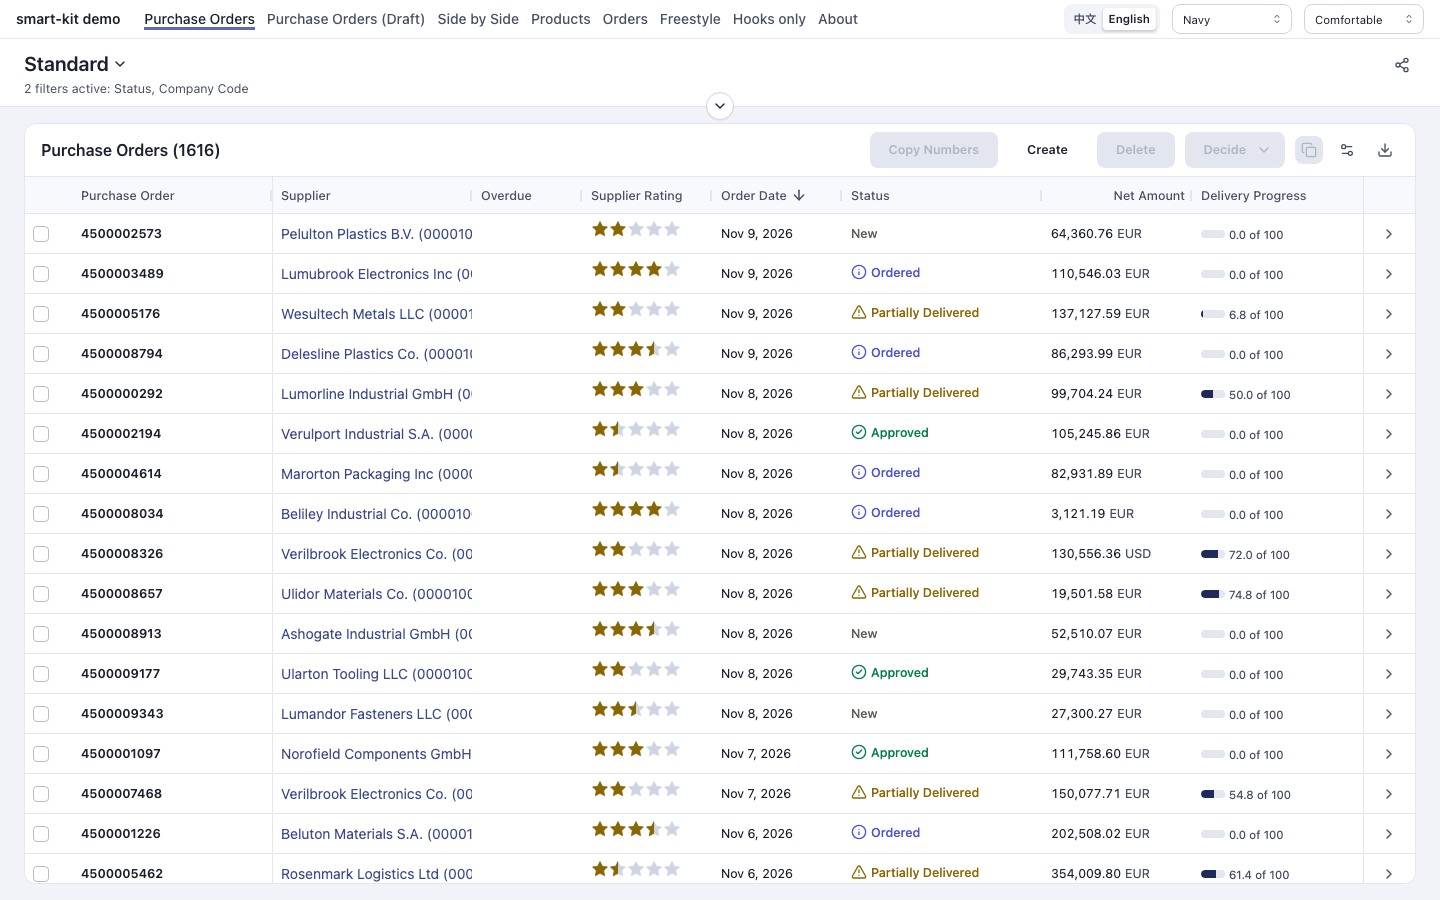 smart-kit demo Purchase Orders Purchase Orders (Draft) Side by Side Products Orders Freestyle Hooks only About 中文 English Navy Comfortable
Standard
2 filters active: Status, Company Code
Purchase Orders (1616) Copy Numbers Create Delete Decide
Purchase Order Supplier Overdue Supplier Rating Order Date Status Net Amount Delivery Progress
4500002573 Pelulton Plastics B.V. (000010 Nov 9, 2026 New 64,360.76 EUR 0.0 of 100
4500003489 Lumubrook Electronics Inc (0 Nov 9, 2026 Ordered 110,546.03 EUR 0.0 of 100
4500005176 Wesultech Metals LLC (00001 Nov 9, 2026 Partially Delivered 137,127.59 EUR 6.8 of 100
4500008794 Delesline Plastics Co. (00001 Nov 9, 2026 Ordered 86,293.99 EUR 0.0 of 100
4500000292 Lumorline Industrial GmbH (0 Nov 8, 2026 Partially Delivered 99,704.24 EUR 50.0 of 100
4500002194 Verulport Industrial S.A. (000 Nov 8, 2026 Approved 105,245.86 EUR 0.0 of 100
4500004614 Marorton Packaging Inc (000 Nov 8, 2026 Ordered 82,931.89 EUR 0.0 of 100
4500008034 Beliley Industrial Co. (000010 Nov 8, 2026 Ordered 3,121.19 EUR 0.0 of 100
4500008326 Verilbrook Electronics Co. (00 Nov 8, 2026 Partially Delivered 130,556.36 USD 72.0 of 100
4500008657 Ulidor Materials Co. (0000100 Nov 8, 2026 Partially Delivered 19,501.58 EUR 74.8 of 100
4500008913 Ashogate Industrial GmbH (00 Nov 8, 2026 New 52,510.07 EUR 0.0 of 100
4500009177 Ularton Tooling LLC (0000100 Nov 8, 2026 Approved 29,743.35 EUR 0.0 of 100
4500009343 Lumandor Fasteners LLC (000 Nov 8, 2026 New 27,300.27 EUR 0.0 of 100
4500001097 Norofield Components GmbH Nov 7, 2026 Approved 111,758.60 EUR 0.0 of 100
4500007468 Verilbrook Electronics Co. (00 Nov 7, 2026 Partially Delivered 150,077.71 EUR 54.8 of 100
4500001226 Beluton Materials S.A. (00001 Nov 6, 2026 Ordered 202,508.02 EUR 0.0 of 100
4500005462 Rosenmark Logistics Ltd (000 Nov 6, 2026 Partially Delivered 354,009.80 EUR 61.4 of 100